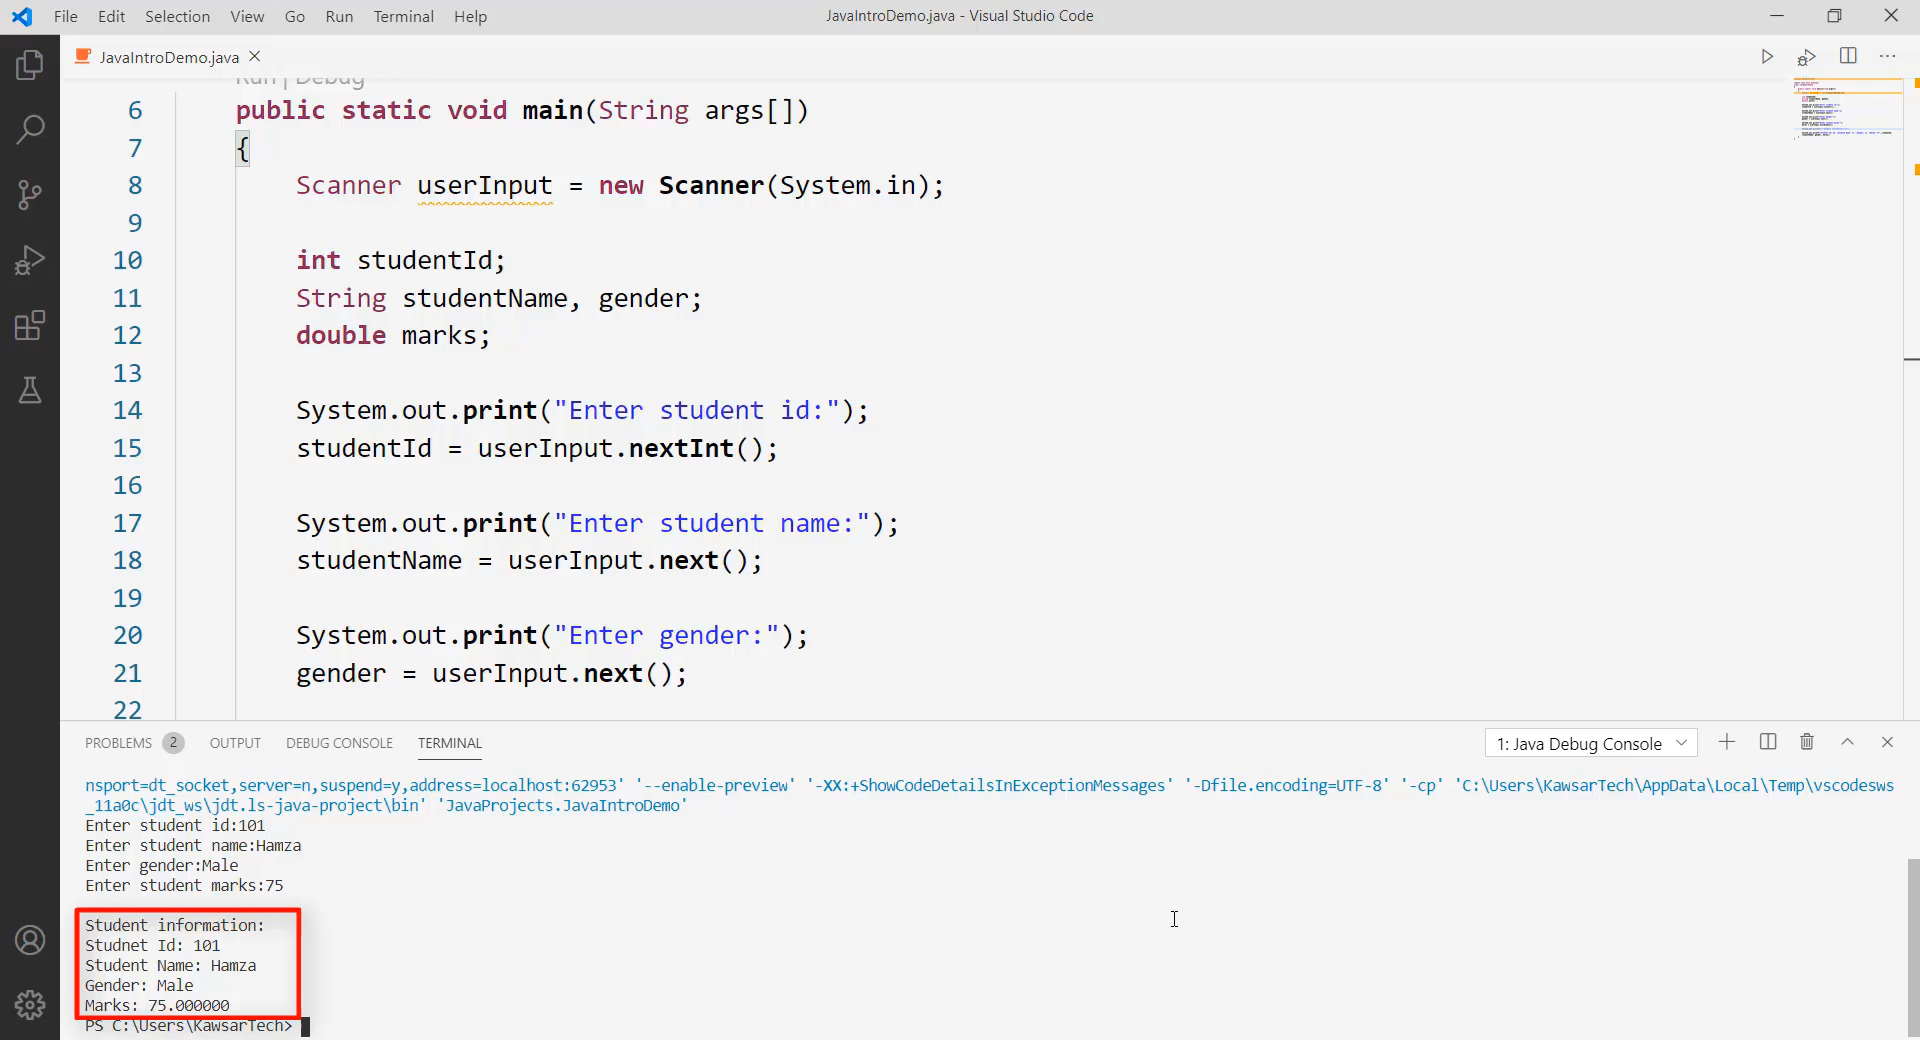 File Edit Selection View Go Run Terminal Help JavaIntroDemo.java - Visual Studio Code
JavaIntroDemo.java
Run | Debug
6 public static void main(String args[])
7 {
8 Scanner userInput = new Scanner(System.in);
9
10 int studentId;
11 String studentName, gender;
12 double marks;
13
14 System.out.print("Enter student id:");
15 studentId = userInput.nextInt();
16
17 System.out.print("Enter student name:");
18 studentName = userInput.next();
19
20 System.out.print("Enter gender:");
21 gender = userInput.next();
22
PROBLEMS 2 OUTPUT DEBUG CONSOLE TERMINAL 1: Java Debug Console
nsport=dt_socket,server=n,suspend=y,address=localhost:62953' '--enable-preview' '-XX:+ShowCodeDetailsInExceptionMessages' '-Dfile.encoding=UTF-8' '-cp' 'C:\Users\KawsarTech\AppData\Local\Temp\vscodesws
_11a0c\jdt_ws\jdt.ls-java-project\bin' 'JavaProjects.JavaIntroDemo'
Enter student id:101
Enter student name:Hamza
Enter gender:Male
Enter student marks:75
Student information:
Studnet Id: 101
Student Name: Hamza
Gender: Male
Marks: 75.000000
PS C:\Users\KawsarTech>